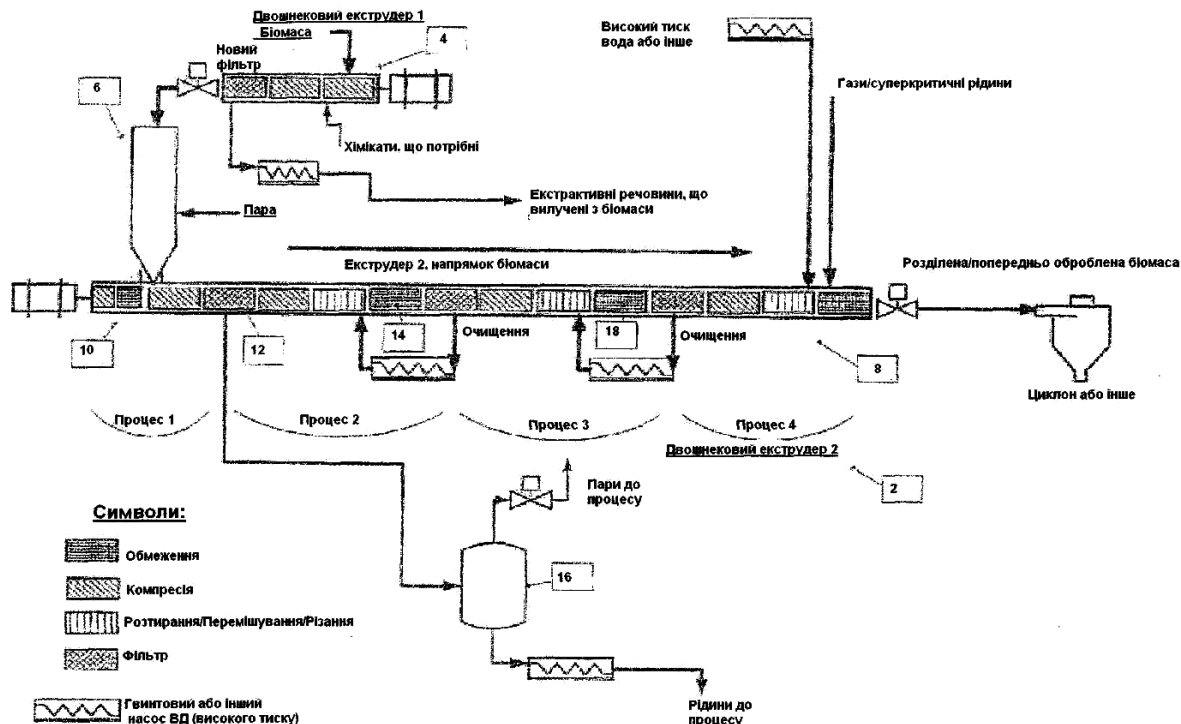 Двошнековий екструдер 1
Біомаса
4
Новий
фільтр
6
Хімікати. що потрібні
Високий тиск
вода або інше
Гази/суперкритичні рідини
Пара
Екстрактивні речовини, що
вилучені з біомаси
Екструдер 2. напрямок біомаси
Розділена/попередньо оброблена біомаса
10
12
14
Очищення
18
Очищення
8
Циклон або інше
Процес 1
Процес 2
Процес 3
Процес 4
Двошнековий екструдер 2
2
Пари до
процесу
16
Рідини до
процесу
Символи:
Обмеження
Компресія
Розтирання/Перемішування/Різання
Фільтр
Гвинтовий або інший
насос ВД (високого тиску)